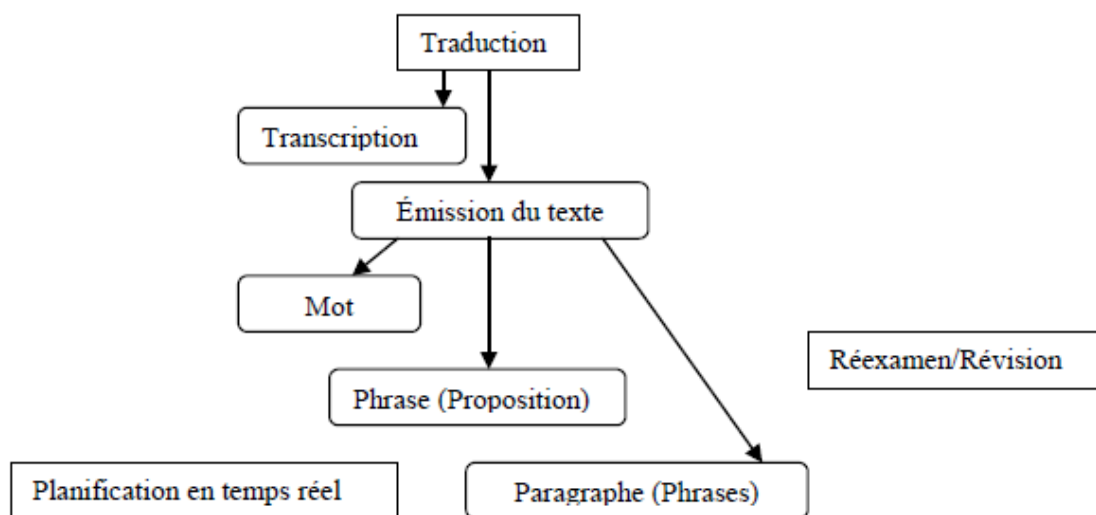 Traduction
Transcription
Émission du texte
Mot
Réexamen/Révision
Phrase (Proposition)
Planification en temps réel
Paragraphe (Phrases)